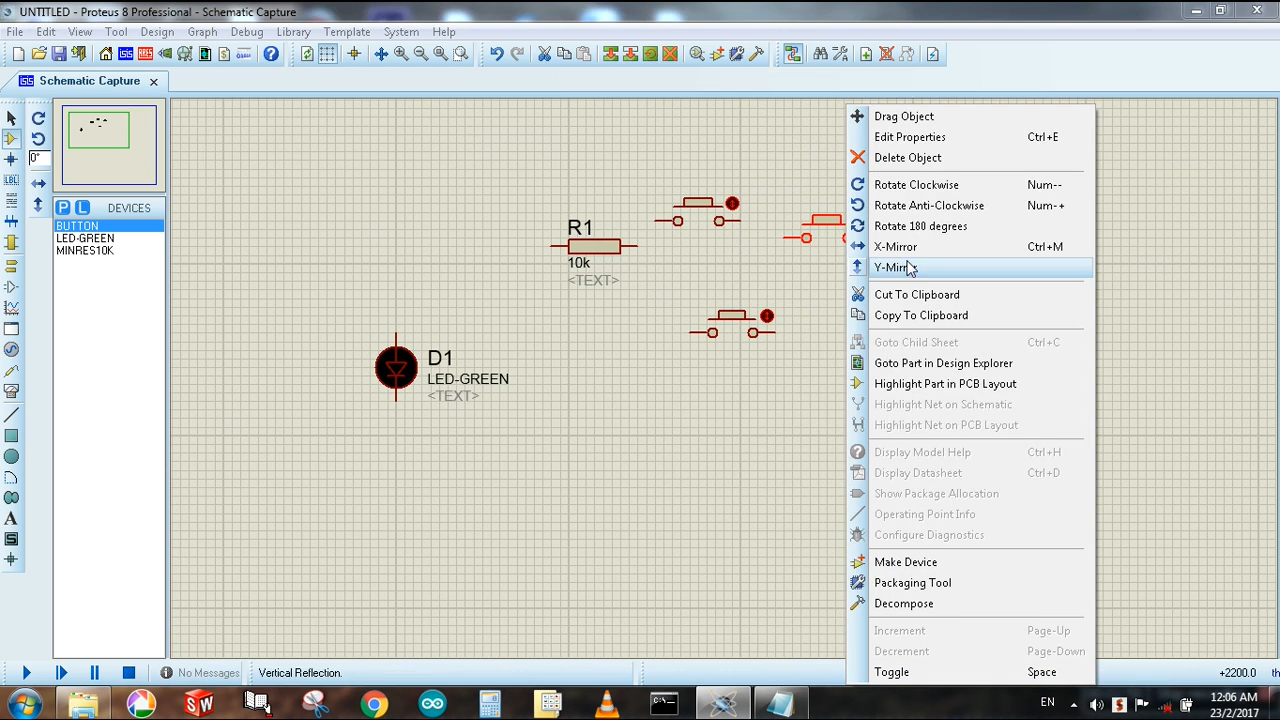 UNTITLED - Proteus 8 Professional - Schematic Capture
File Edit View Tool Design Graph Debug Library Template System Help
Schematic Capture
0°
P L DEVICES
BUTTON
LED-GREEN
MINRES10K
LBL
A
R1
10k
<TEXT>
D1
LED-GREEN
<TEXT>
Drag Object
Edit Properties Ctrl+E
Delete Object
Rotate Clockwise Num--
Rotate Anti-Clockwise Num-+
Rotate 180 degrees
X-Mirror Ctrl+M
Y-Mirror
Cut To Clipboard
Copy To Clipboard
Goto Child Sheet Ctrl+C
Goto Part in Design Explorer
Highlight Part in PCB Layout
Highlight Net on Schematic
Highlight Net on PCB Layout
Display Model Help Ctrl+H
Display Datasheet Ctrl+D
Show Package Allocation
Operating Point Info
Configure Diagnostics
Make Device
Packaging Tool
Decompose
Increment Page-Up
Decrement Page-Down
Toggle Space
No Messages Vertical Reflection. +2200.0 th
EN 12:06 AM
23/2/2017